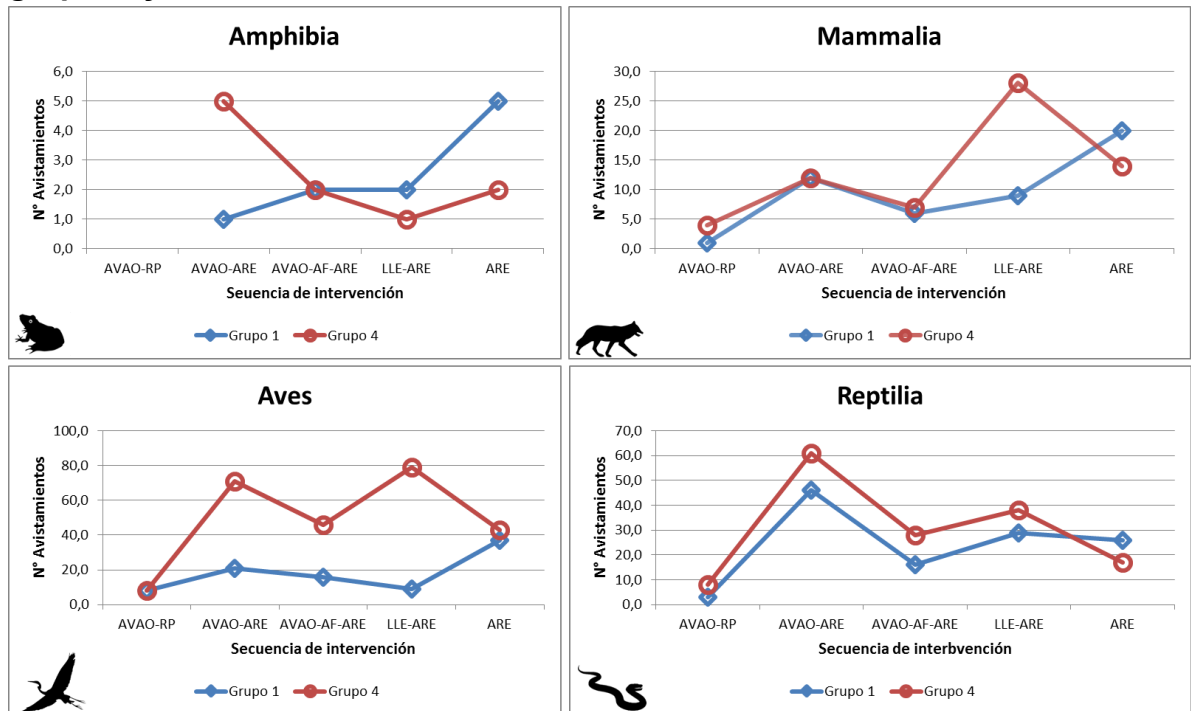 Amphibia
N° Avistamientos
6,0
5,0
4,0
3,0
2,0
1,0
0,0
AVAO-RP AVAO-ARE AVAO-AF-ARE LLE-ARE ARE
Secuencia de intervención
Grupo 1 Grupo 4
Mammalia
N° Avistamientos
30,0
25,0
20,0
15,0
10,0
5,0
0,0
AVAO-RP AVAO-ARE AVAO-AF-ARE LLE-ARE ARE
Secuencia de intervención
Grupo 1 Grupo 4
Aves
N° Avistamientos
100,0
80,0
60,0
40,0
20,0
0,0
AVAO-RP AVAO-ARE AVAO-AF-ARE LLE-ARE ARE
Secuencia de intervención
Grupo 1 Grupo 4
Reptilia
N° Avistamientos
70,0
60,0
50,0
40,0
30,0
20,0
10,0
0,0
AVAO-RP AVAO-ARE AVAO-AF-ARE LLE-ARE ARE
Secuencia de interbvención
Grupo 1 Grupo 4